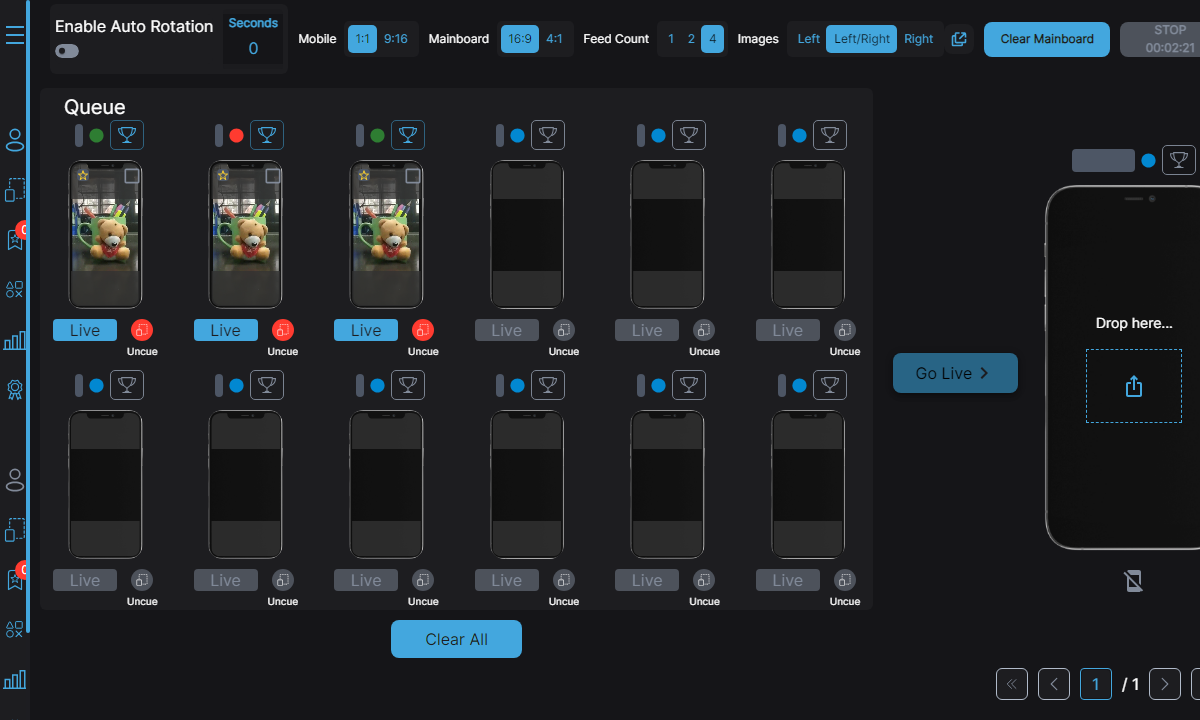 Enable Auto Rotation
Seconds
0
Mobile 1:1 9:16 Mainboard 16:9 4:1 Feed Count 1 2 4 Images Left Left/Right Right
Clear Mainboard
STOP
00:02:21
Queue
Live Live Live Live Live Live
Uncue Uncue Uncue Uncue Uncue Uncue
Live Live Live Live Live Live
Uncue Uncue Uncue Uncue Uncue Uncue
Clear All
Go Live
Drop here...
1 / 1